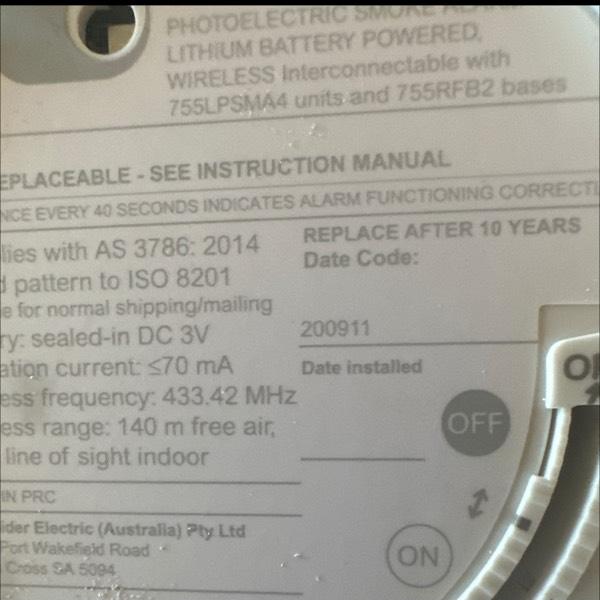 PHOTOELECTRIC SMOKE ALARM
LITHIUM BATTERY POWERED,
WIRELESS Interconnectable with
755LPSMA4 units and 755RFB2 bases
EPLACEABLE - SEE INSTRUCTION MANUAL
NCE EVERY 40 SECONDS INDICATES ALARM FUNCTIONING CORRECTL
lies with AS 3786: 2014
d pattern to ISO 8201
e for normal shipping/mailing
ry: sealed-in DC 3V
ation current: ≤70 mA
ess frequency: 433.42 MHz
ess range: 140 m free air,
line of sight indoor
REPLACE AFTER 10 YEARS
Date Code:
200911
Date installed
OFF
ON
IN PRC
ider Electric (Australia) Pty Ltd
Port Wakefield Road
Cross SA 5094